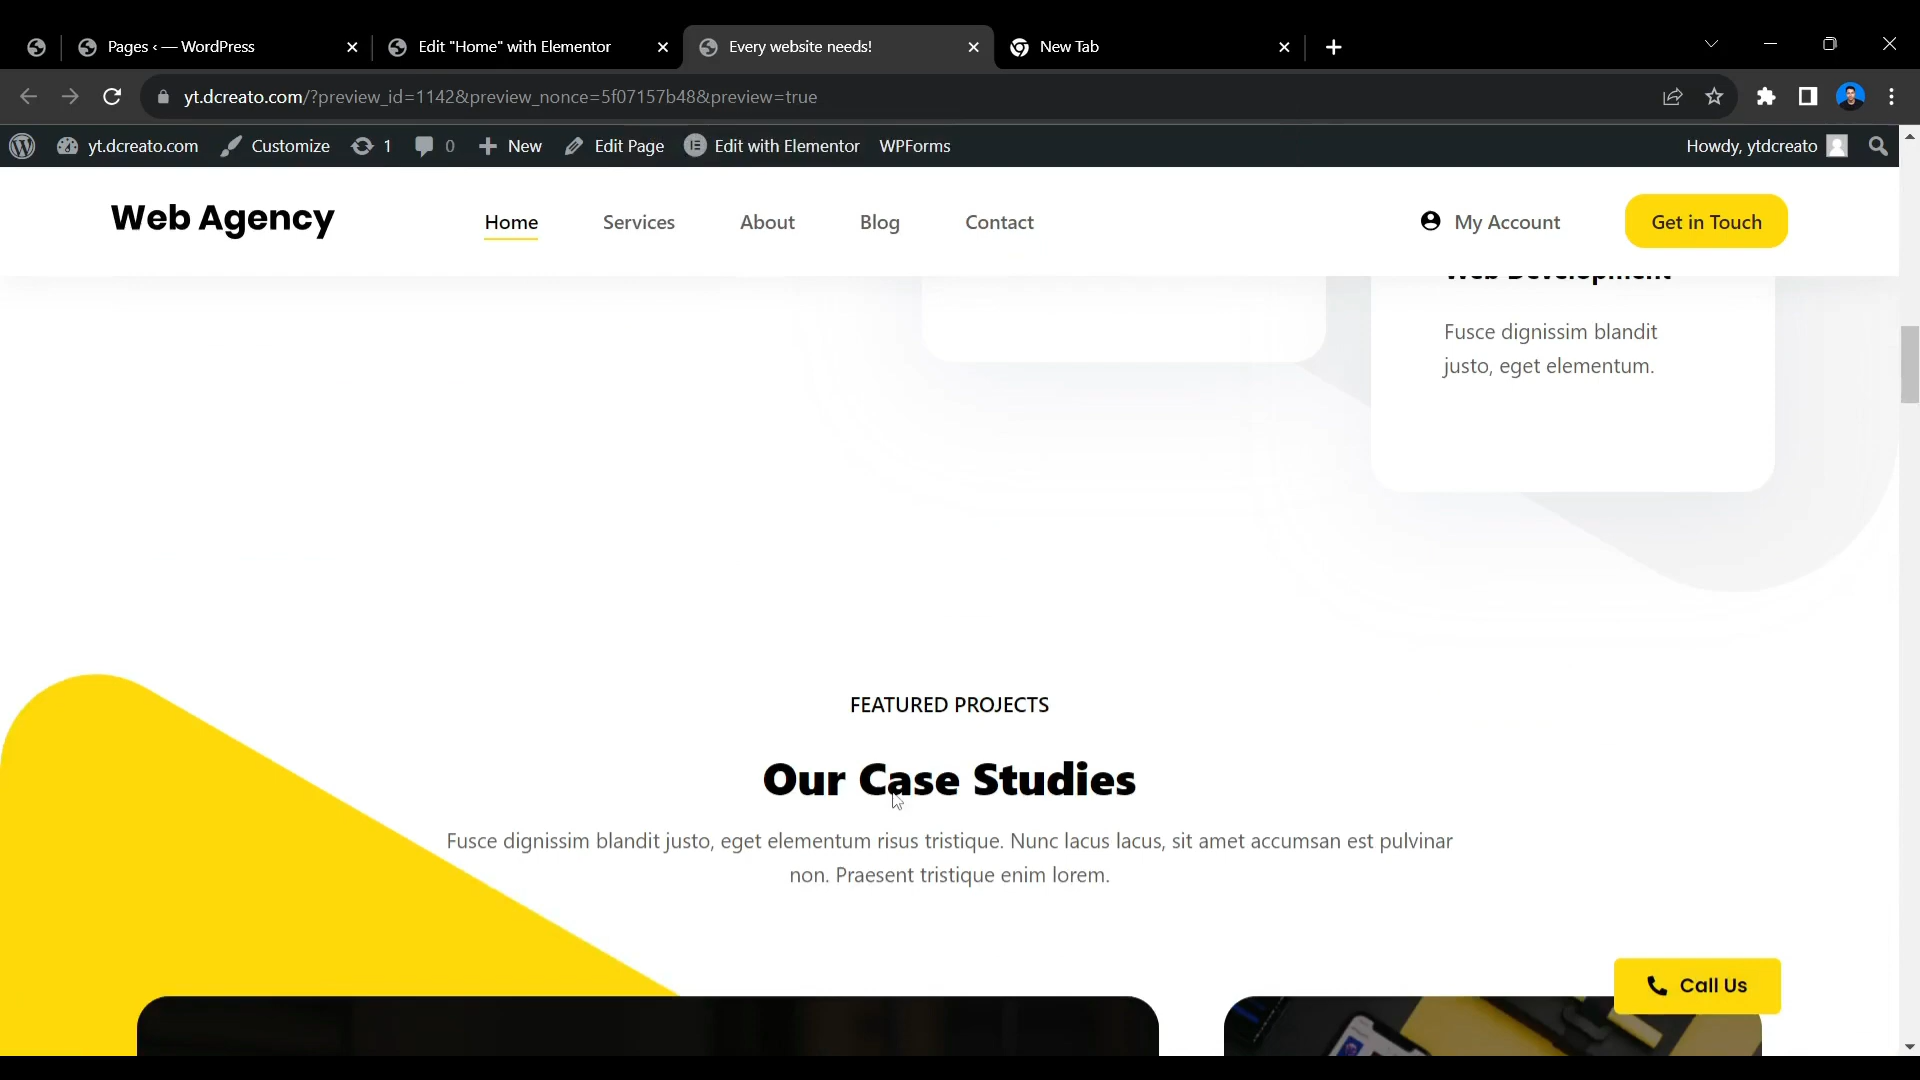 Pages ‹ — WordPress
Edit "Home" with Elementor
Every website needs!
New Tab
yt.dcreato.com/?preview_id=1142&preview_nonce=5f07157b48&preview=true
yt.dcreato.com
Customize
1
0
New
Edit Page
Edit with Elementor
WPForms
Howdy, ytdcreato
Web Agency
Home
Services
About
Blog
Contact
My Account
Get in Touch
Web Development
Fusce dignissim blandit
justo, eget elementum.
FEATURED PROJECTS
Our Case Studies
Fusce dignissim blandit justo, eget elementum risus tristique. Nunc lacus lacus, sit amet accumsan est pulvinar
non. Praesent tristique enim lorem.
Call Us